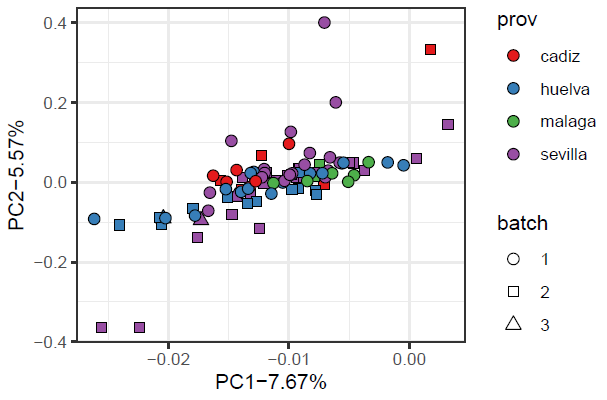 prov
cadiz
huelva
malaga
sevilla
batch
1
2
3
PC2−5.57%
0.4
0.2
0.0
−0.2
−0.4
−0.02
−0.01
0.00
PC1−7.67%